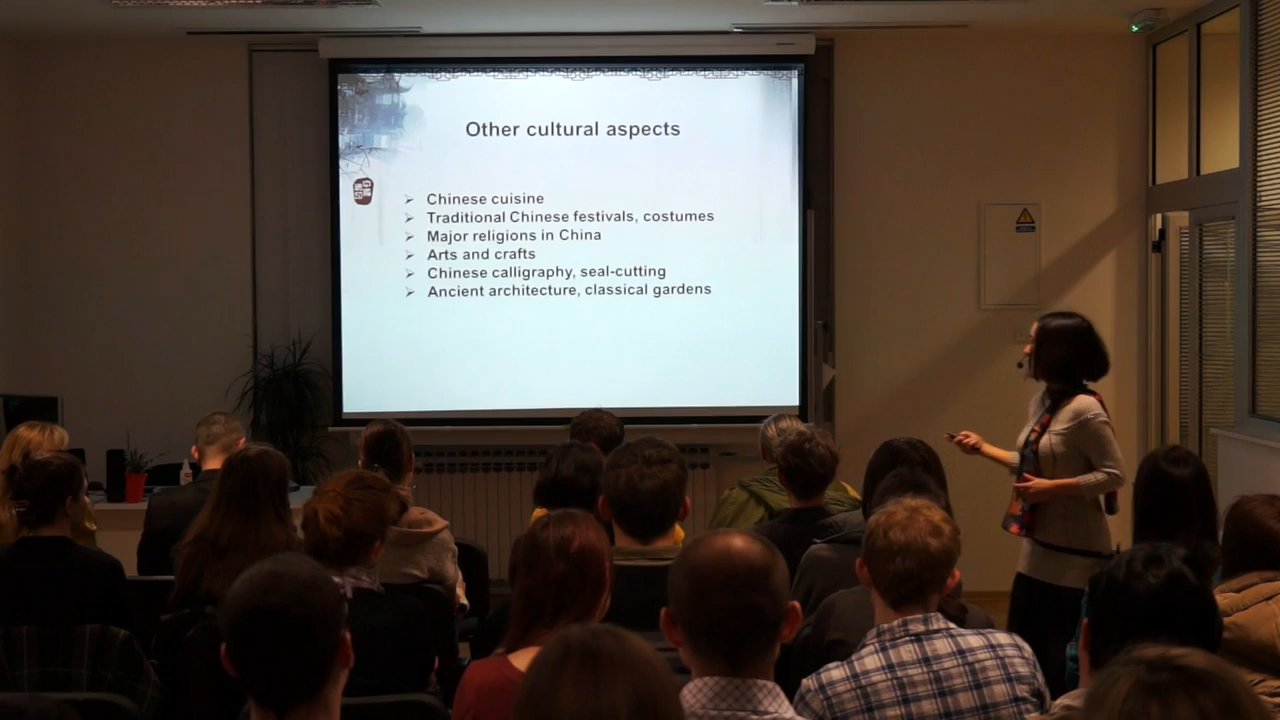 Other cultural aspects
Chinese cuisine
Traditional Chinese festivals, costumes
Major religions in China
Arts and crafts
Chinese calligraphy, seal-cutting
Ancient architecture, classical gardens